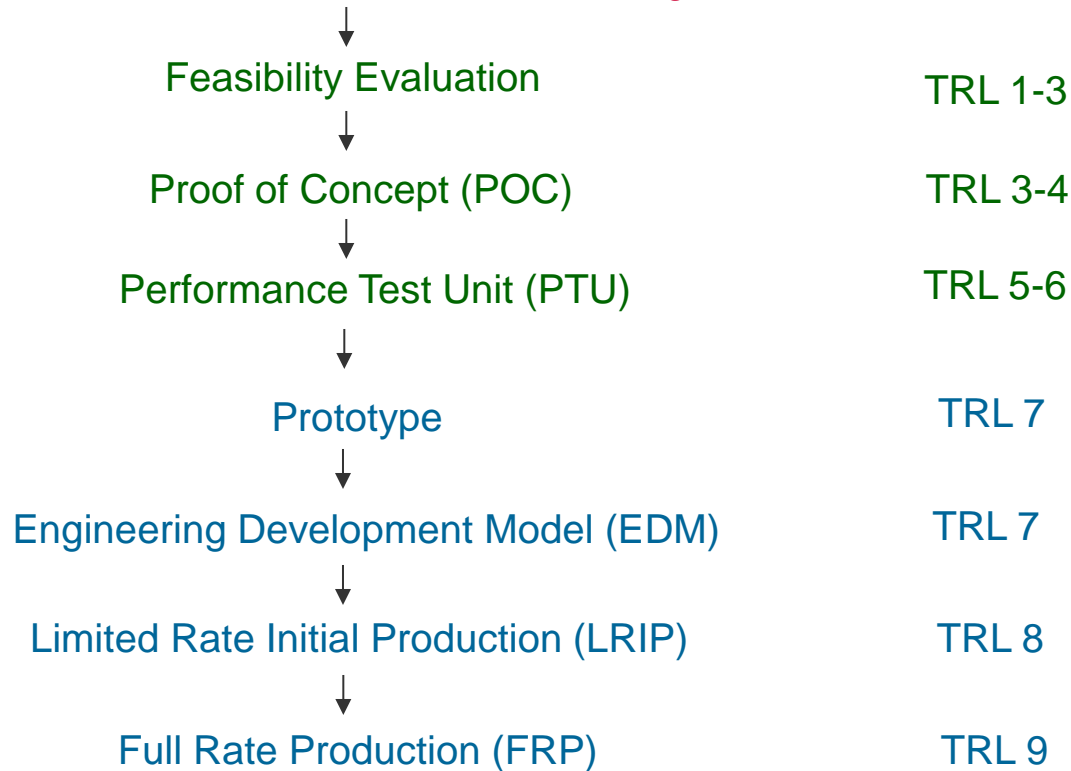 Feasibility Evaluation TRL 1-3
Proof of Concept (POC) TRL 3-4
Performance Test Unit (PTU) TRL 5-6
Prototype TRL 7
Engineering Development Model (EDM) TRL 7
Limited Rate Initial Production (LRIP) TRL 8
Full Rate Production (FRP) TRL 9